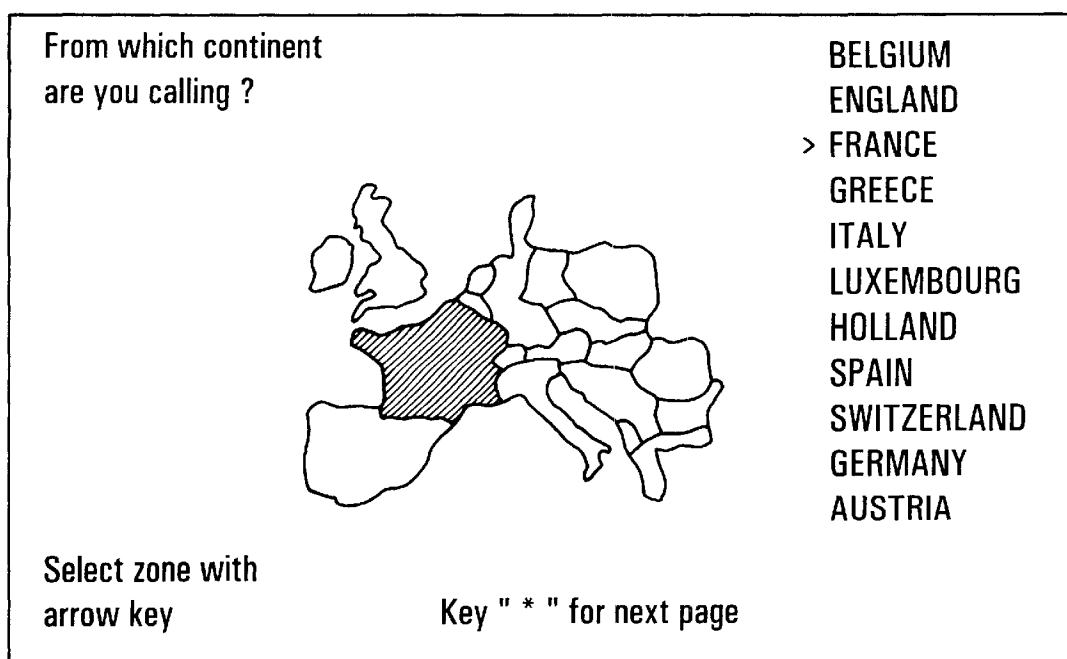 From which continent
are you calling ?
BELGIUM
ENGLAND
> FRANCE
GREECE
ITALY
LUXEMBOURG
HOLLAND
SPAIN
SWITZERLAND
GERMANY
AUSTRIA
Select zone with
arrow key
Key " * " for next page